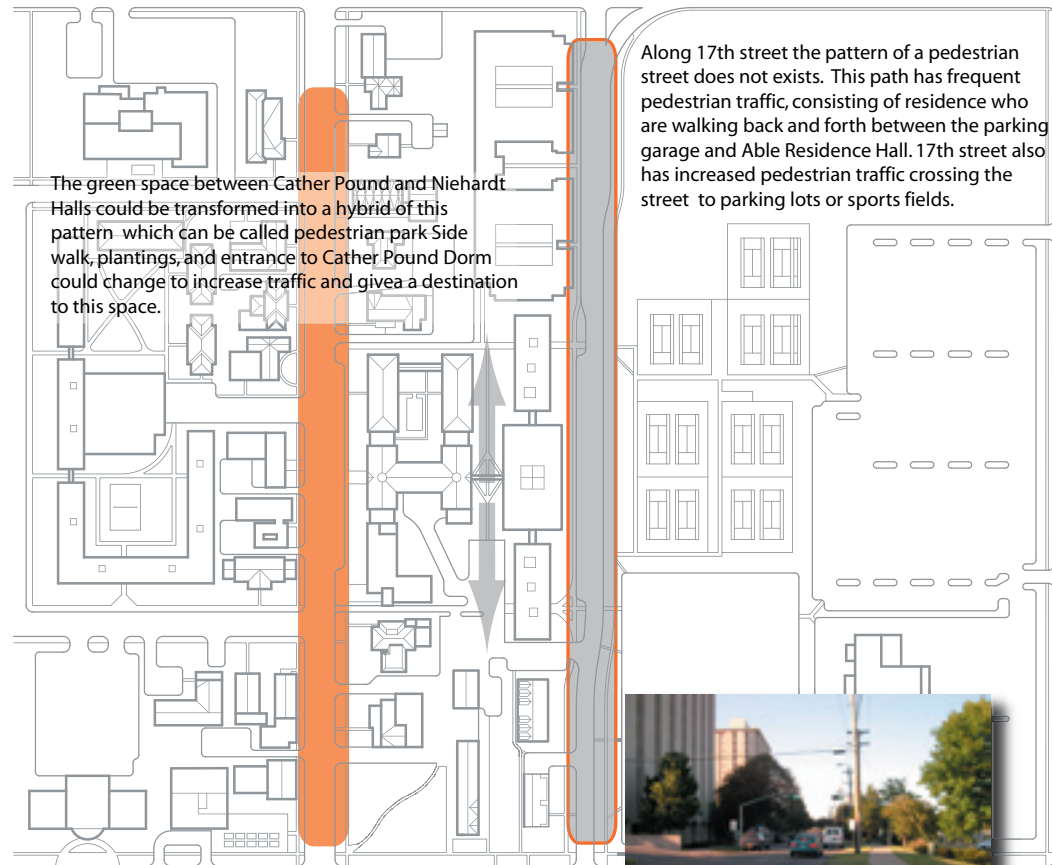 The green space between Cather Pound and Niehardt
Halls could be transformed into a hybrid of this
pattern which can be called pedestrian park Side
walk, plantings, and entrance to Cather Pound Dorm
could change to increase traffic and givea a destination
to this space.
Along 17th street the pattern of a pedestrian
street does not exists. This path has frequent
pedestrian traffic, consisting of residence who
are walking back and forth between the parking
garage and Able Residence Hall. 17th street also
has increased pedestrian traffic crossing the
street to parking lots or sports fields.